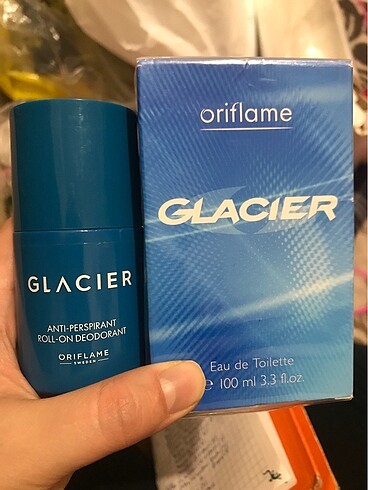 GLACIER
ANTI-PERSPIRANT
ROLL-ON DEODORANT
ORIFLAME
SWEDEN
oriflame
GLACIER
Eau de Toilette
℮ 100 ml 3.3 fl.oz.